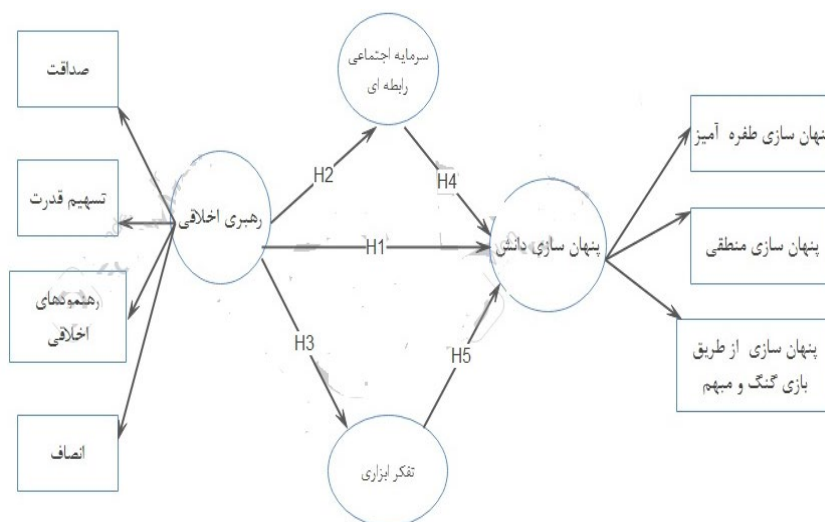 صداقت
تسهیم قدرت
رهنمودهای
اخلاقی
انصاف
رهبری اخلاقی
سرمایه اجتماعی
رابطه ای
تفکر ابزاری
H2
H4
H1
H3
H5
پنهان سازی دانش
پنهان سازی طفره آمیز
پنهان سازی منطقی
پنهان سازی از طریق
بازی گنگ و مبهم